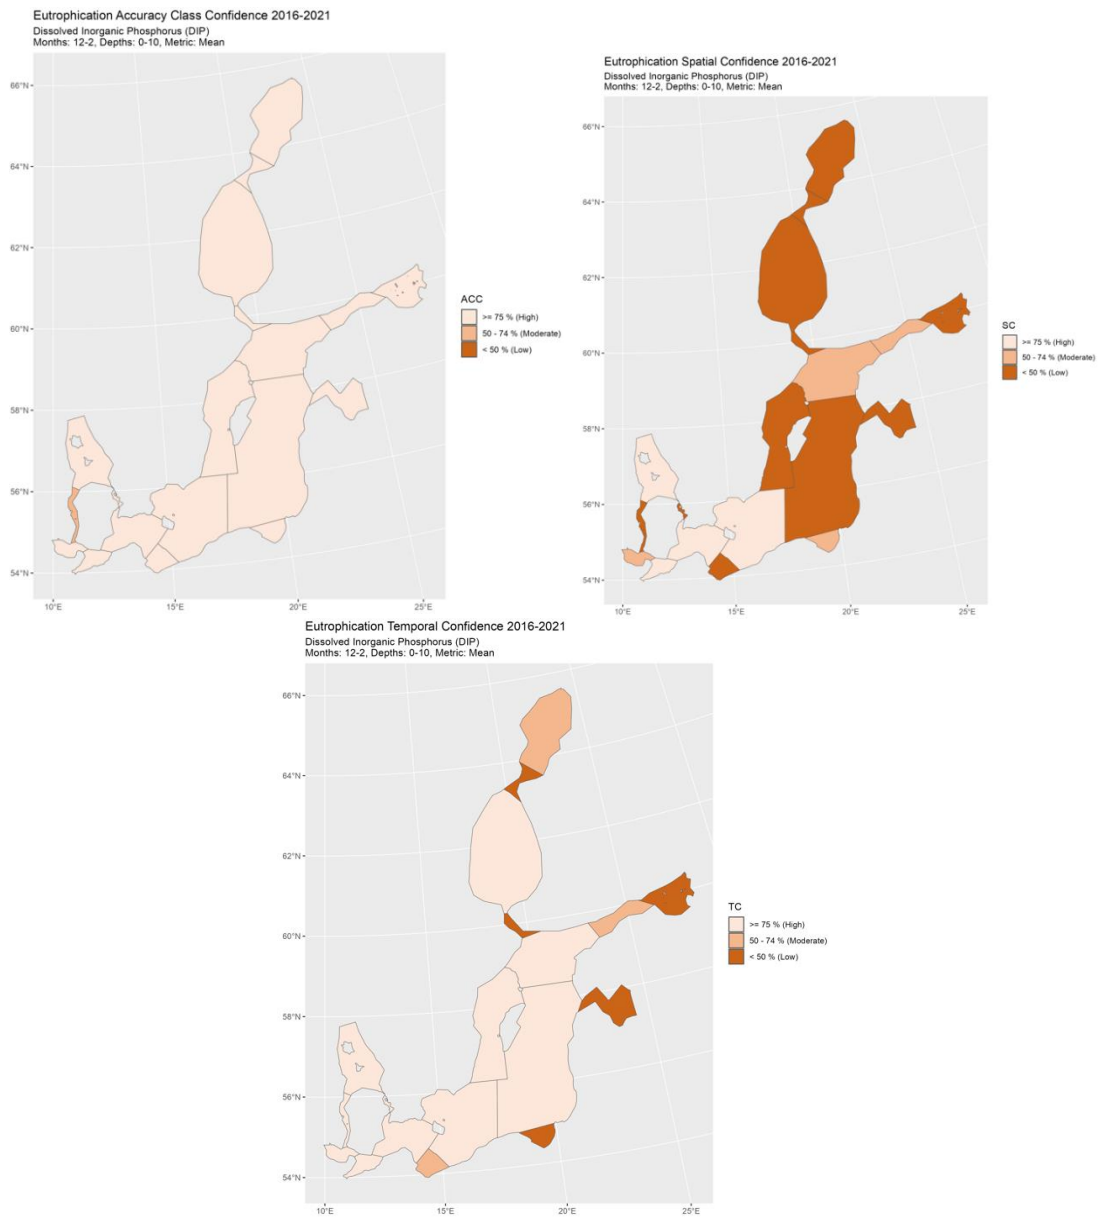 Eutrophication Accuracy Class Confidence 2016-2021
Dissolved Inorganic Phosphorus (DIP)
Months: 12-2, Depths: 0-10, Metric: Mean
66°N
64°N
62°N
60°N
58°N
56°N
54°N
10°E
15°E
20°E
25°E
ACC
>= 75 % (High)
50 - 74 % (Moderate)
< 50 % (Low)
Eutrophication Spatial Confidence 2016-2021
Dissolved Inorganic Phosphorus (DIP)
Months: 12-2, Depths: 0-10, Metric: Mean
66°N
64°N
62°N
60°N
58°N
56°N
54°N
10°E
15°E
20°E
25°E
SC
>= 75 % (High)
50 - 74 % (Moderate)
< 50 % (Low)
Eutrophication Temporal Confidence 2016-2021
Dissolved Inorganic Phosphorus (DIP)
Months: 12-2, Depths: 0-10, Metric: Mean
66°N
64°N
62°N
60°N
58°N
56°N
54°N
10°E
15°E
20°E
25°E
TC
>= 75 % (High)
50 - 74 % (Moderate)
< 50 % (Low)